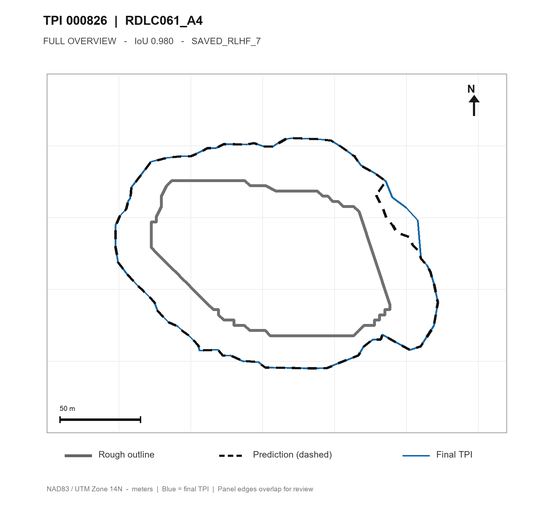 TPI 000826 | RDLC061_A4
FULL OVERVIEW - IoU 0.980 - SAVED_RLHF_7
N
50 m
Rough outline Prediction (dashed) Final TPI
NAD83 / UTM Zone 14N - meters | Blue = final TPI | Panel edges overlap for review